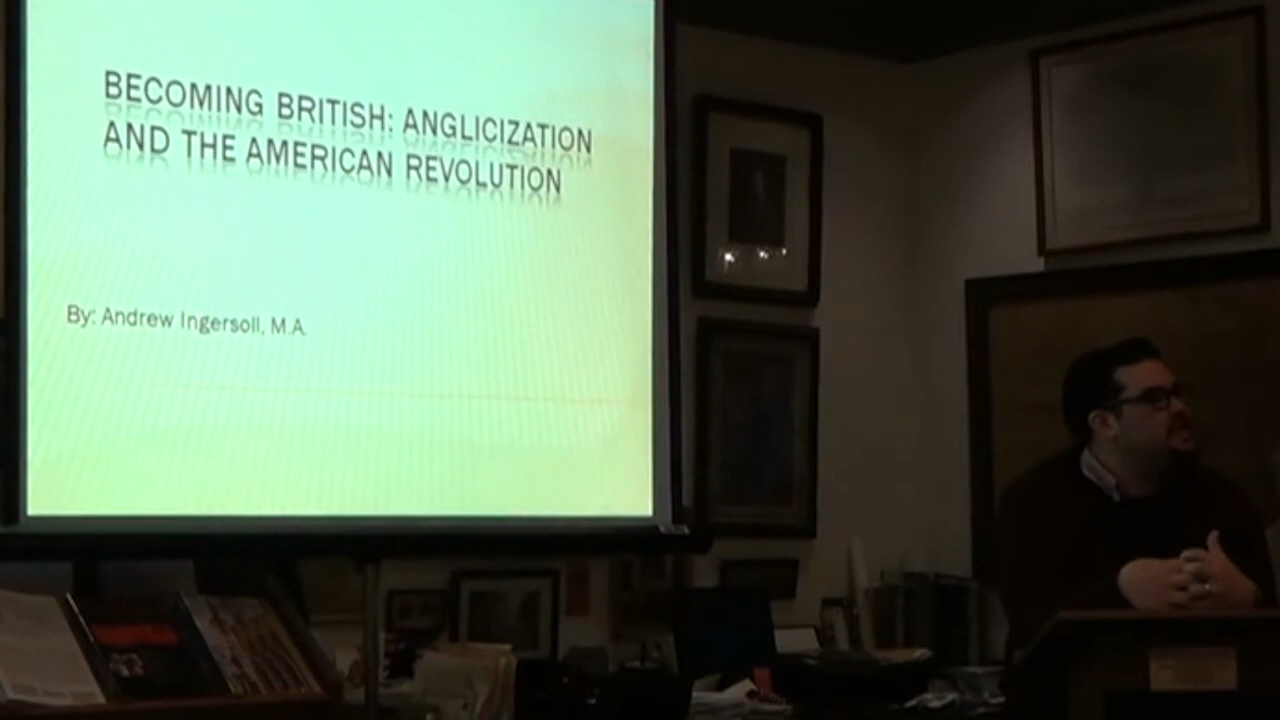 BECOMING BRITISH: ANGLICIZATION
AND THE AMERICAN REVOLUTION
By: Andrew Ingersoll, M.A.